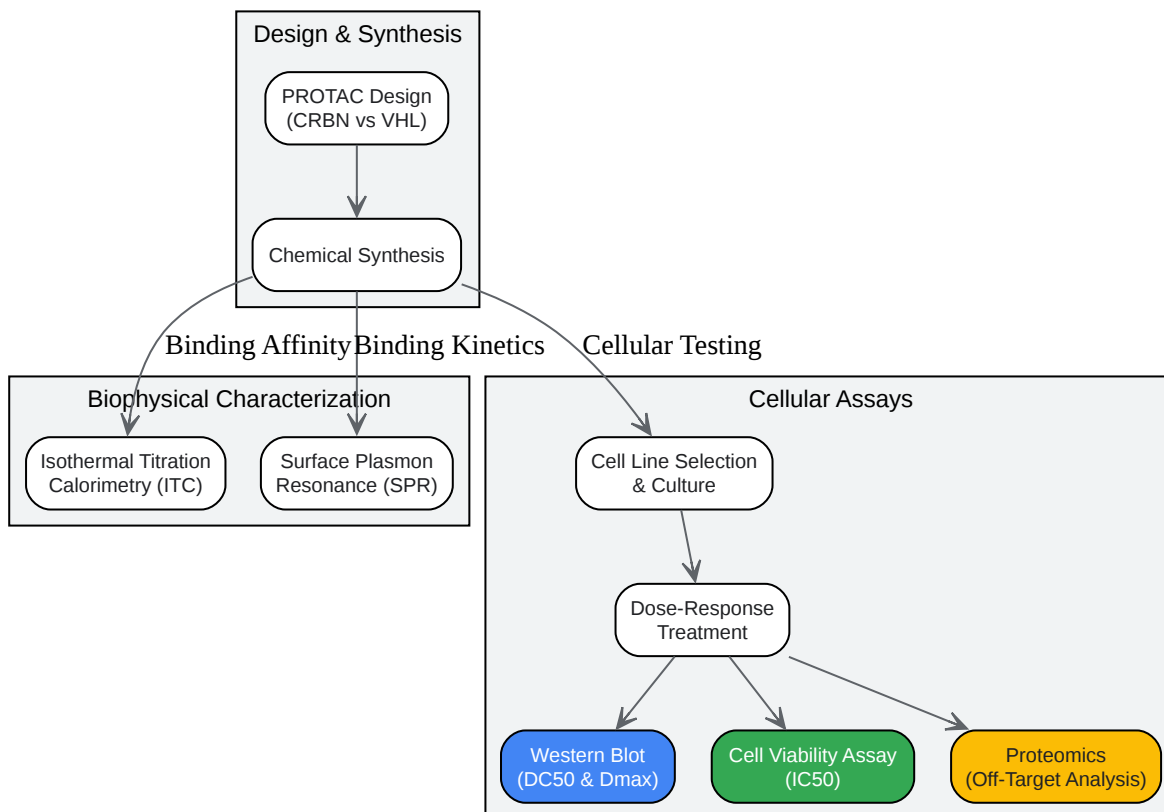 Design & Synthesis
PROTAC Design
(CRBN vs VHL)
Chemical Synthesis
Binding Affinity
Binding Kinetics
Cellular Testing
Biophysical Characterization
Isothermal Titration
Calorimetry (ITC)
Surface Plasmon
Resonance (SPR)
Cellular Assays
Cell Line Selection
& Culture
Dose-Response
Treatment
Western Blot
(DC50 & Dmax)
Cell Viability Assay
(IC50)
Proteomics
(Off-Target Analysis)